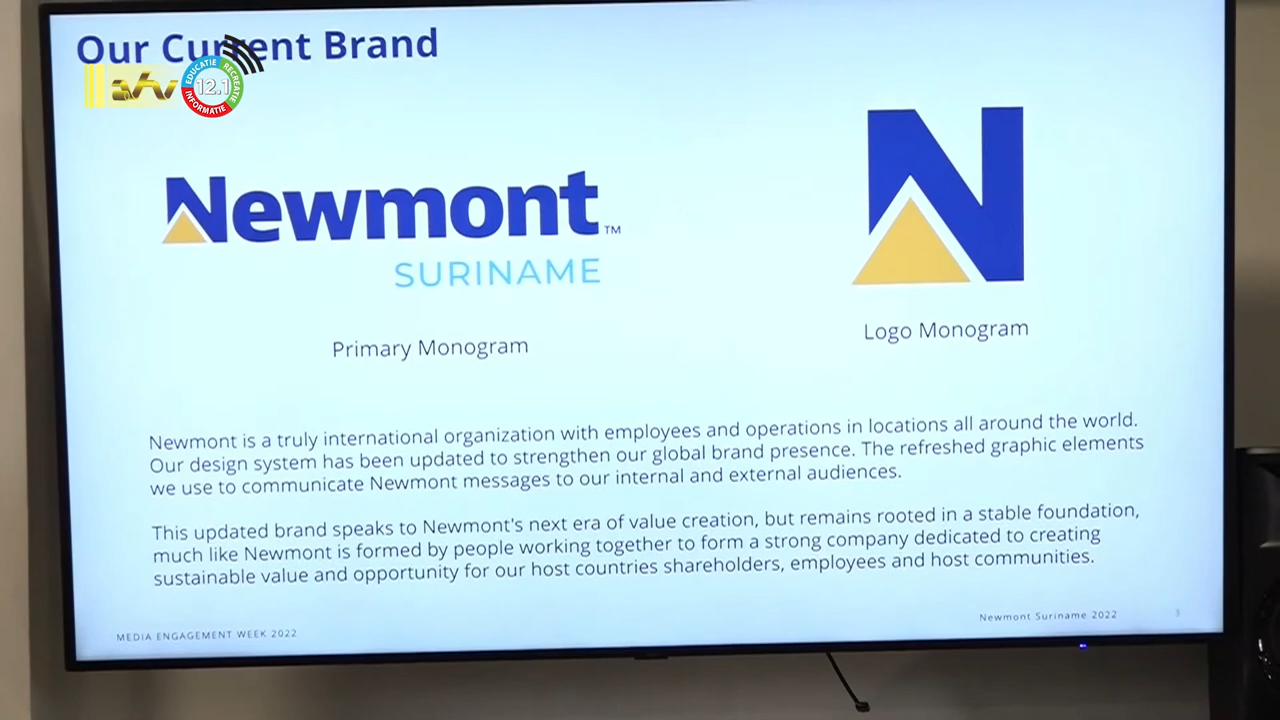 Our Current Brand
atv
EDUCATIE RECREATIE INFORMATIE
12.1
Newmont™
SURINAME
N
Primary Monogram
Logo Monogram
Newmont is a truly international organization with employees and operations in locations all around the world.
Our design system has been updated to strengthen our global brand presence. The refreshed graphic elements
we use to communicate Newmont messages to our internal and external audiences.
This updated brand speaks to Newmont's next era of value creation, but remains rooted in a stable foundation,
much like Newmont is formed by people working together to form a strong company dedicated to creating
sustainable value and opportunity for our host countries shareholders, employees and host communities.
MEDIA ENGAGEMENT WEEK 2022
Newmont Suriname 2022
3